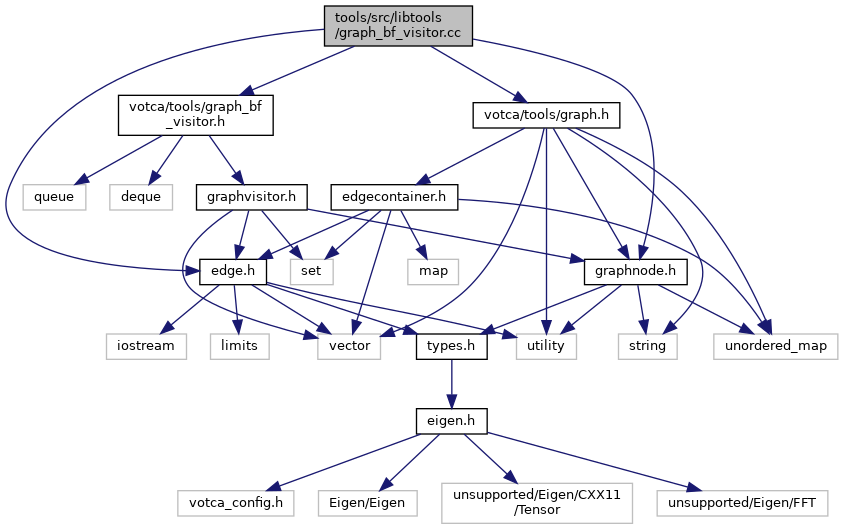 tools/src/libtools
/graph_bf_visitor.cc
votca/tools/graph_bf
_visitor.h
votca/tools/graph.h
queue
deque
graphvisitor.h
edgecontainer.h
edge.h
set
map
graphnode.h
iostream
limits
vector
types.h
utility
string
unordered_map
eigen.h
votca_config.h
Eigen/Eigen
unsupported/Eigen/CXX11
/Tensor
unsupported/Eigen/FFT